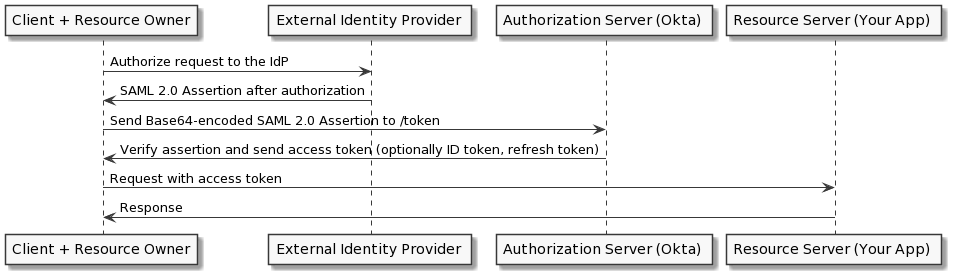 Client + Resource Owner
External Identity Provider
Authorization Server (Okta)
Resource Server (Your App)
Authorize request to the IdP
SAML 2.0 Assertion after authorization
Send Base64-encoded SAML 2.0 Assertion to /token
Verify assertion and send access token (optionally ID token, refresh token)
Request with access token
Response
Client + Resource Owner
External Identity Provider
Authorization Server (Okta)
Resource Server (Your App)